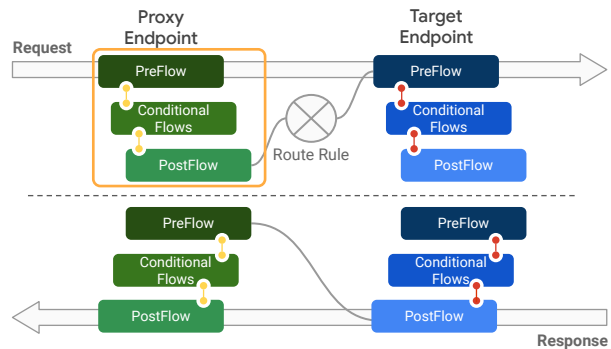 Proxy
Endpoint
Target
Endpoint
Request
PreFlow
PreFlow
Conditional
Flows
Conditional
Flows
Route Rule
PostFlow
PostFlow
PreFlow
PreFlow
Conditional
Flows
Conditional
Flows
PostFlow
PostFlow
Response